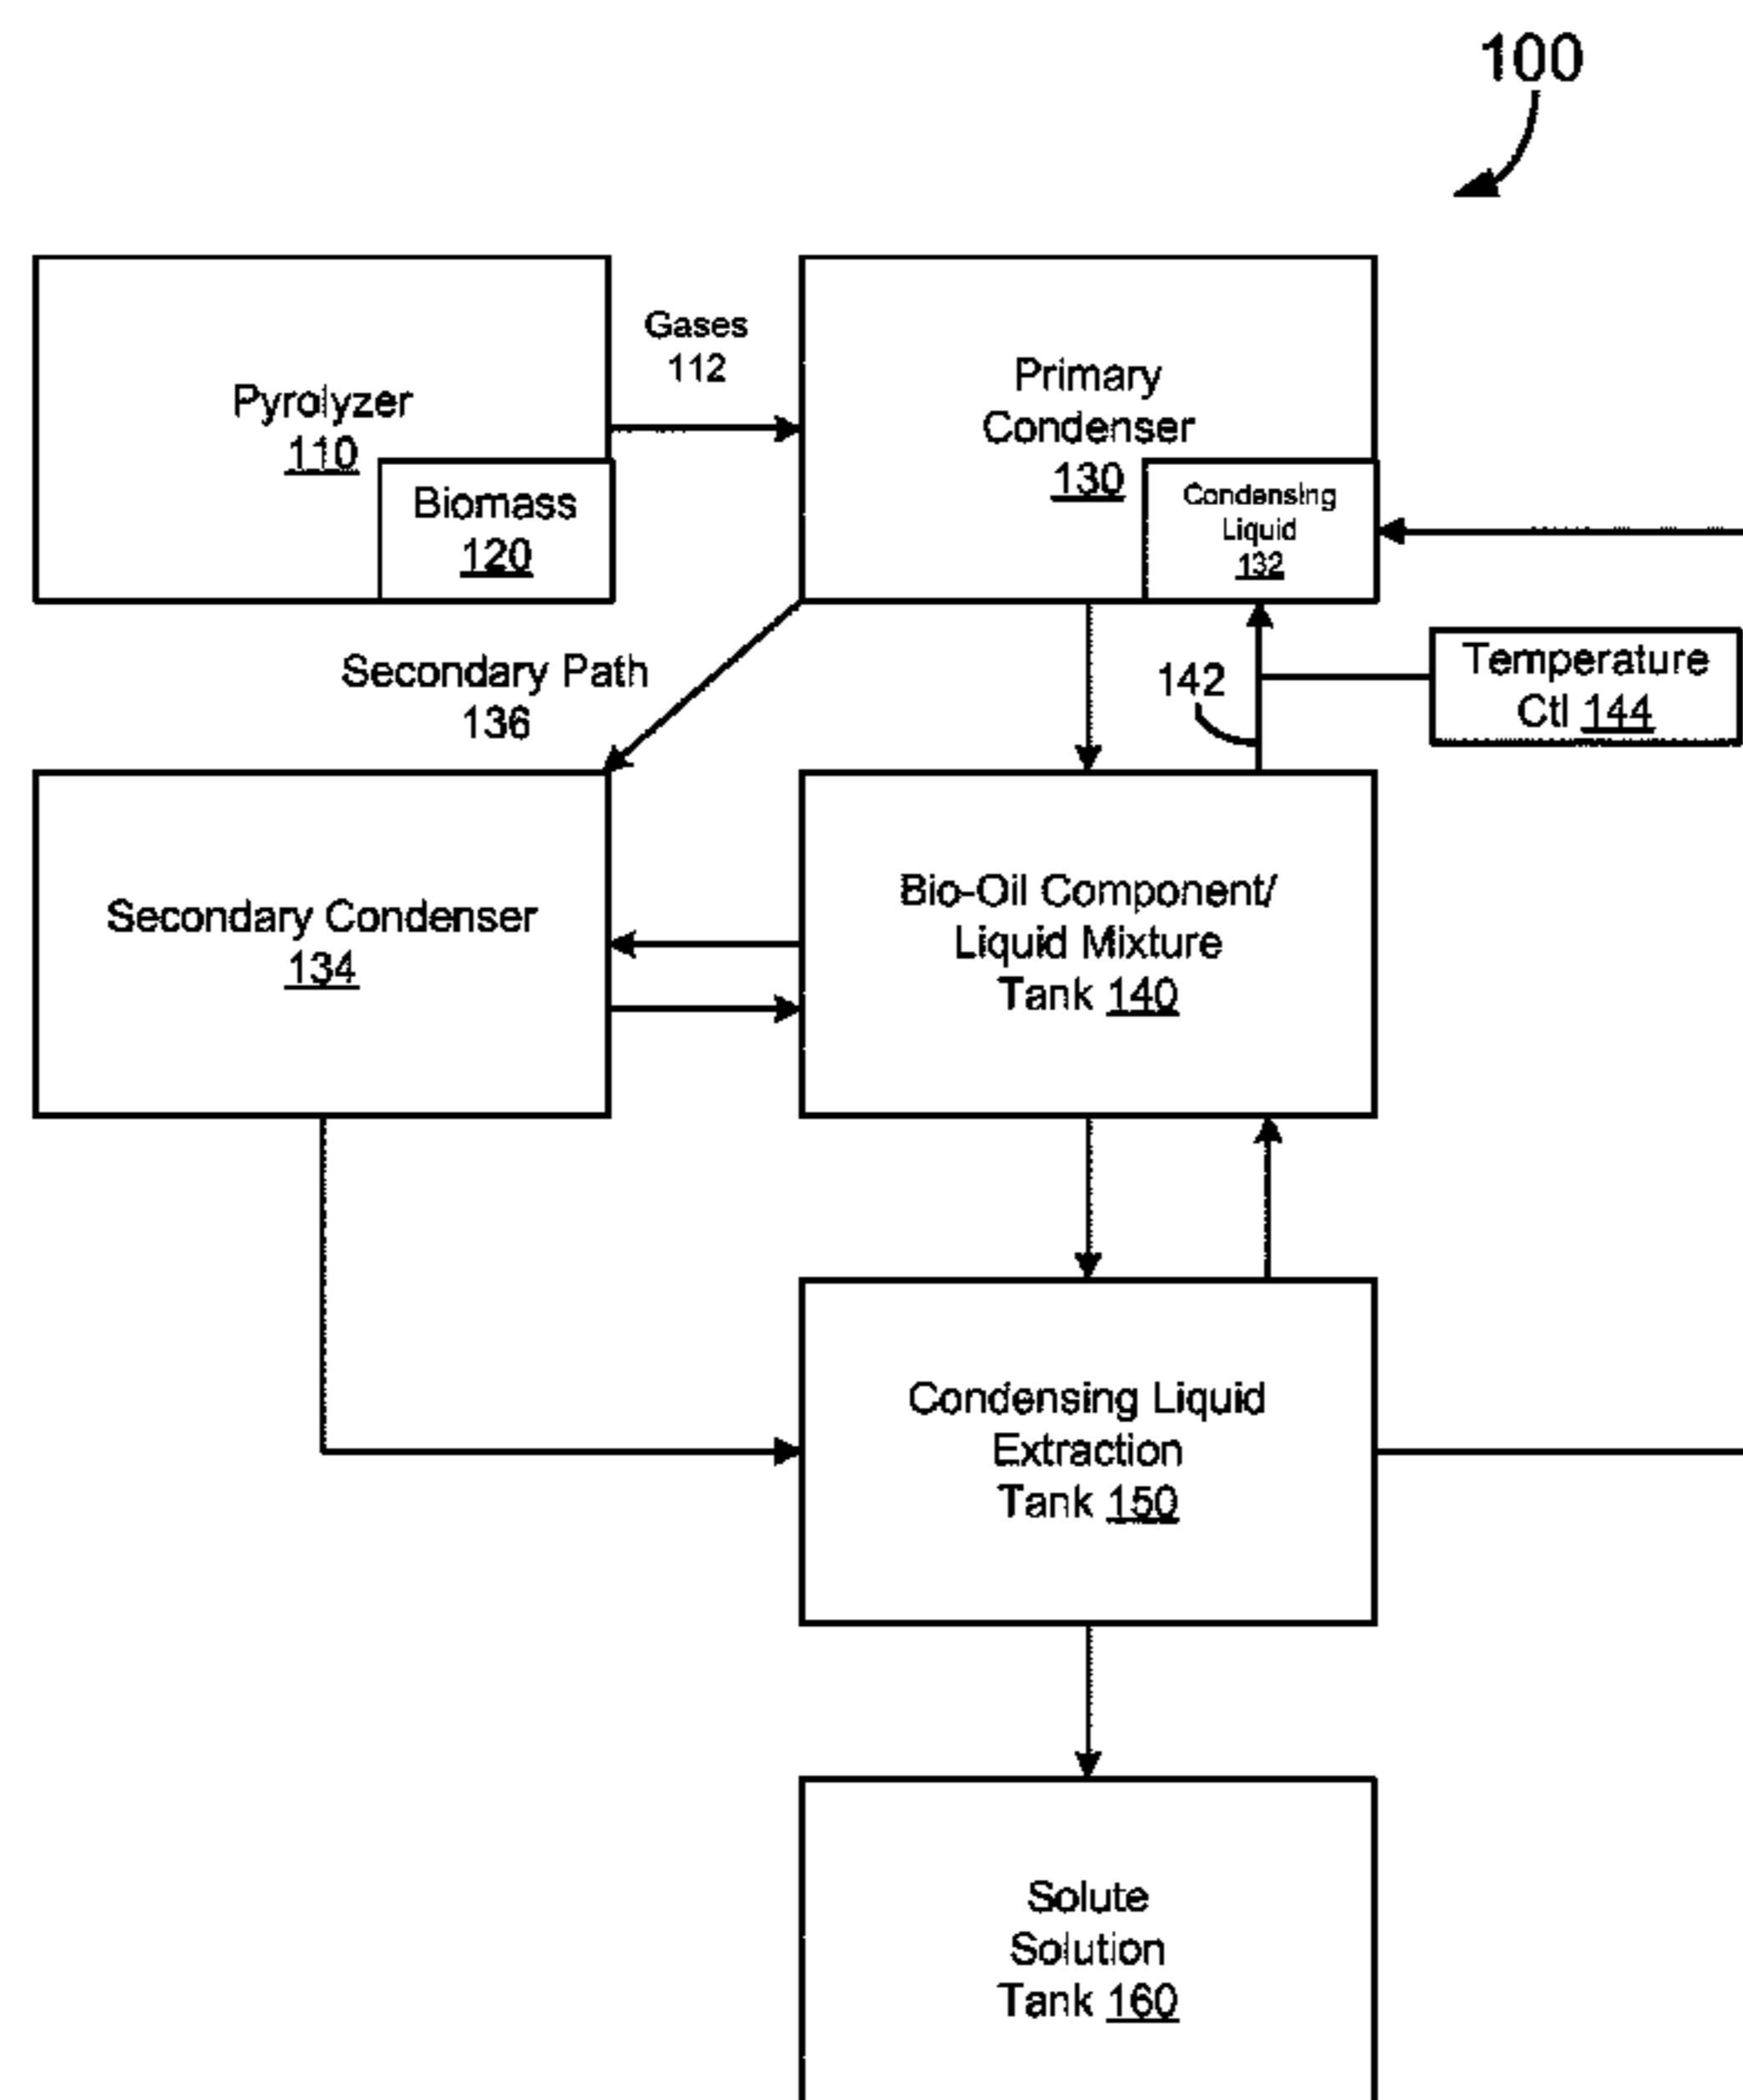 100
Gases
112
Pyrolyzer
110
Biomass
120
Primary
Condenser
130
Condensing
Liquid
132
Secondary Path
136
142
Temperature
Ctl 144
Secondary Condenser
134
Bio-Oil Component/
Liquid Mixture
Tank 140
Condensing Liquid
Extraction
Tank 150
Solute
Solution
Tank 160